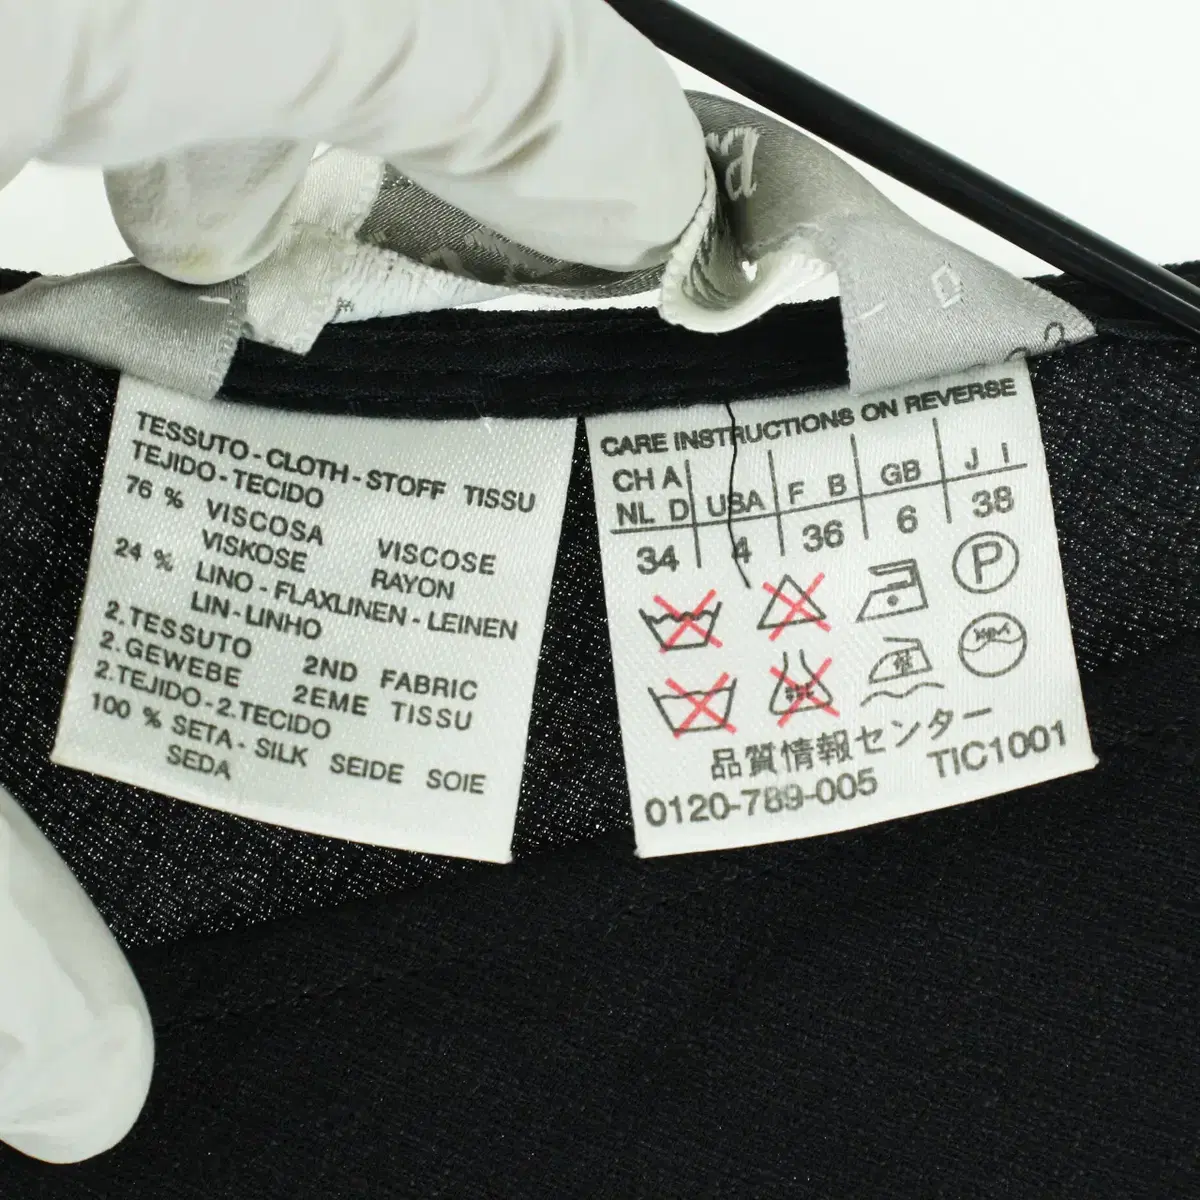 TESSUTO-CLOTH-STOFF TISSU
TEJIDO-TECIDO
76 % VISCOSA VISCOSE
VISKOSE RAYON
24 % LINO-FLAXLINEN-LEINEN
LIN-LINHO
2.TESSUTO 2ND FABRIC
2.GEWEBE 2EME TISSU
2.TEJIDO-2.TECIDO
100 % SETA-SILK SEIDE SOIE
SEDA
CARE INSTRUCTIONS ON REVERSE
CH A USA F B GB J I
NL D
34 4 36 6 38
P
品質情報センター
0120-789-005 TIC1001